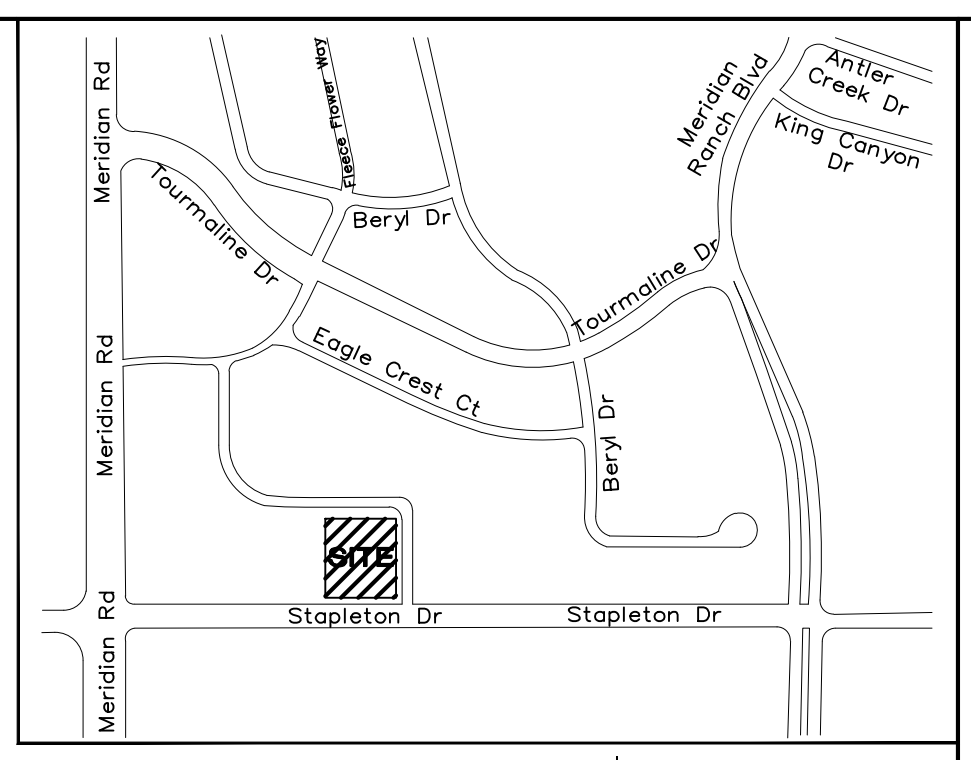 Meridian Rd
Fleece Flower Way
Meridian
Ranch Blvd
Antler
Creek Dr
King Canyon
Dr
Tourmaline Dr
Beryl Dr
Tourmaline Dr
Meridian Rd
Eagle Crest Ct
Beryl Dr
SITE
Meridian Rd
Stapleton Dr
Stapleton Dr
Meridian Rd